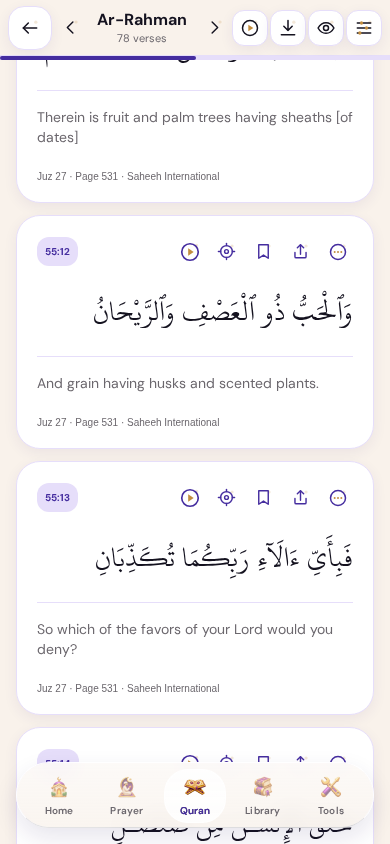 Ar-Rahman
78 verses
Therein is fruit and palm trees having sheaths [of
dates]
Juz 27 · Page 531 · Saheeh International
55:12
وَٱلْحَبُّ ذُو ٱلْعَصْفِ وَٱلرَّيْحَانُ
And grain having husks and scented plants.
Juz 27 · Page 531 · Saheeh International
55:13
فَبِأَىِّ ءَالَآءِ رَبِّكُمَا تُكَذِّبَانِ
So which of the favors of your Lord would you
deny?
Juz 27 · Page 531 · Saheeh International
Home
Prayer
Quran
Library
Tools